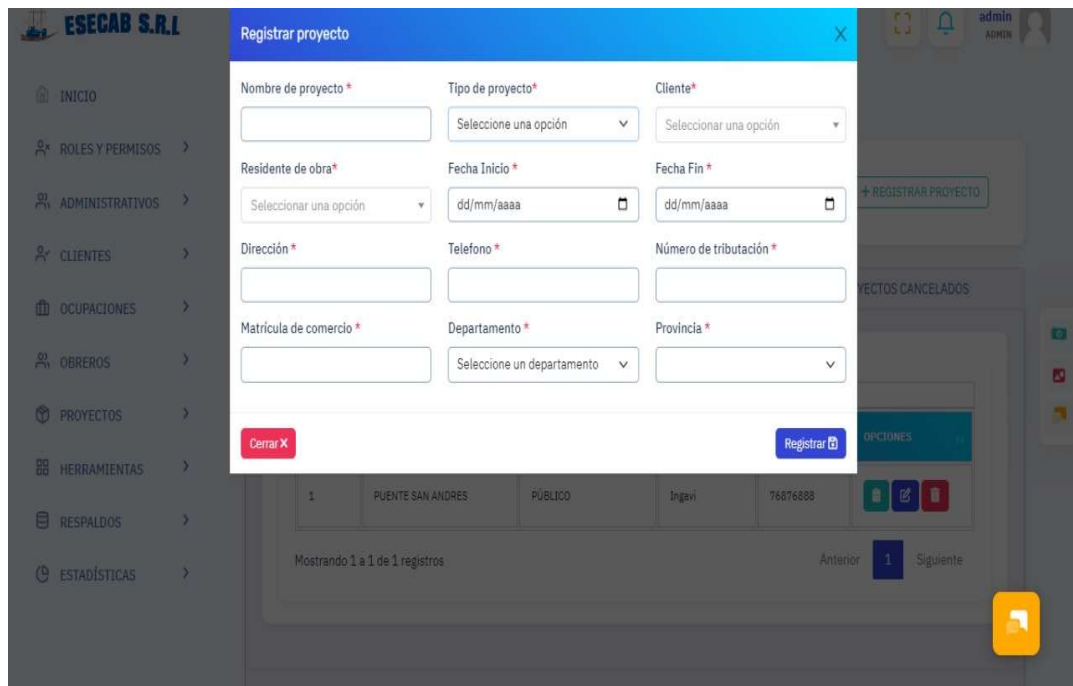 ESECAB S.R.L
Registrar proyecto X
admin
ADMIN
INICIO
ROLES Y PERMISOS
ADMINISTRATIVOS
CLIENTES
OCUPACIONES
OBREROS
PROYECTOS
HERRAMIENTAS
RESPALDOS
ESTADÍSTICAS
Nombre de proyecto * Tipo de proyecto* Cliente*
Seleccione una opción Seleccionar una opción
Residente de obra* Fecha Inicio * Fecha Fin *
Seleccionar una opción dd/mm/aaaa dd/mm/aaaa
Dirección * Telefono * Número de tributación *
Matrícula de comercio * Departamento * Provincia *
Seleccione un departamento
Cerrar X Registrar
+ REGISTRAR PROYECTO
YECTOS CANCELADOS
OPCIONES
1 PUENTE SAN ANDRES PÚBLICO Ingavi 76876888
Mostrando 1 a 1 de 1 registros Anterior 1 Siguiente